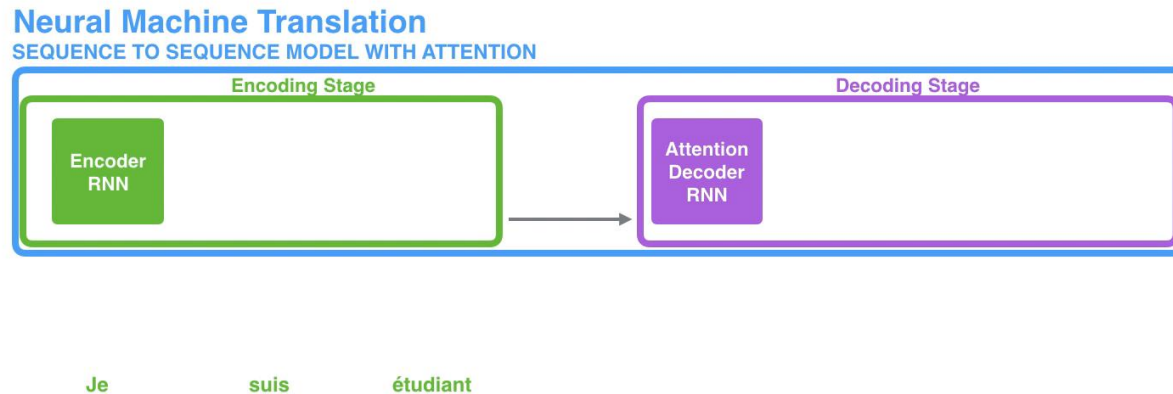 Neural Machine Translation
SEQUENCE TO SEQUENCE MODEL WITH ATTENTION
Encoding Stage
Decoding Stage
Encoder
RNN
Attention
Decoder
RNN
Je suis étudiant